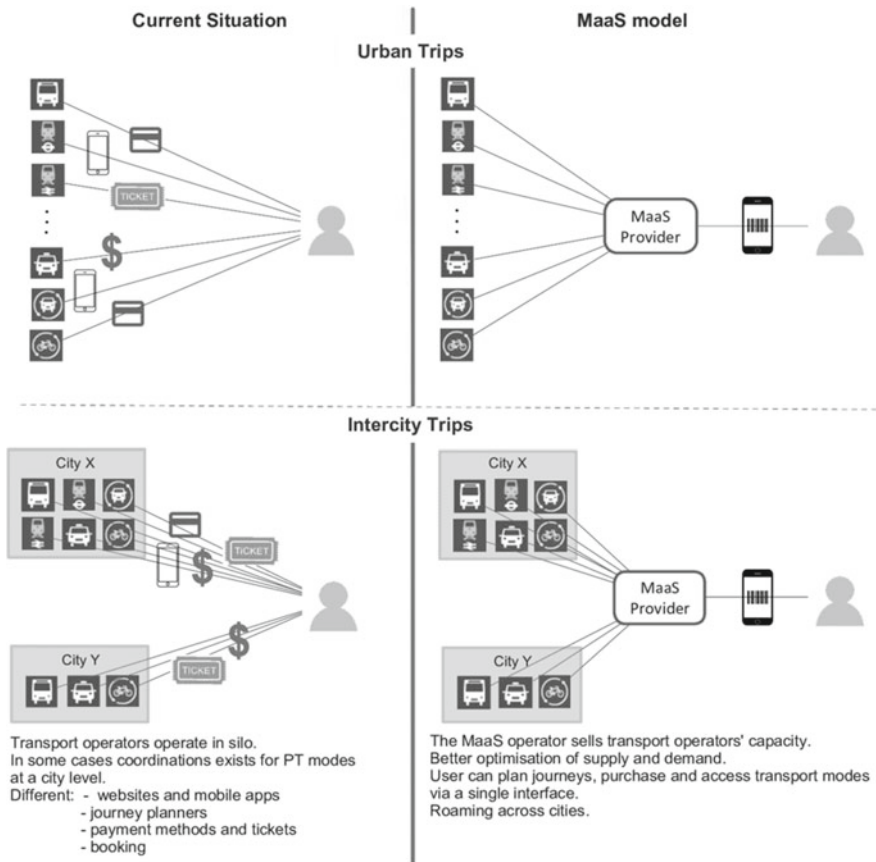 Current Situation
MaaS model
Urban Trips
TICKET
MaaS
Provider
Intercity Trips
City X
TICKET
City Y
TICKET
City X
MaaS
Provider
City Y
Transport operators operate in silo.
In some cases coordinations exists for PT modes
at a city level.
Different: - websites and mobile apps
- journey planners
- payment methods and tickets
- booking
The MaaS operator sells transport operators' capacity.
Better optimisation of supply and demand.
User can plan journeys, purchase and access transport modes
via a single interface.
Roaming across cities.